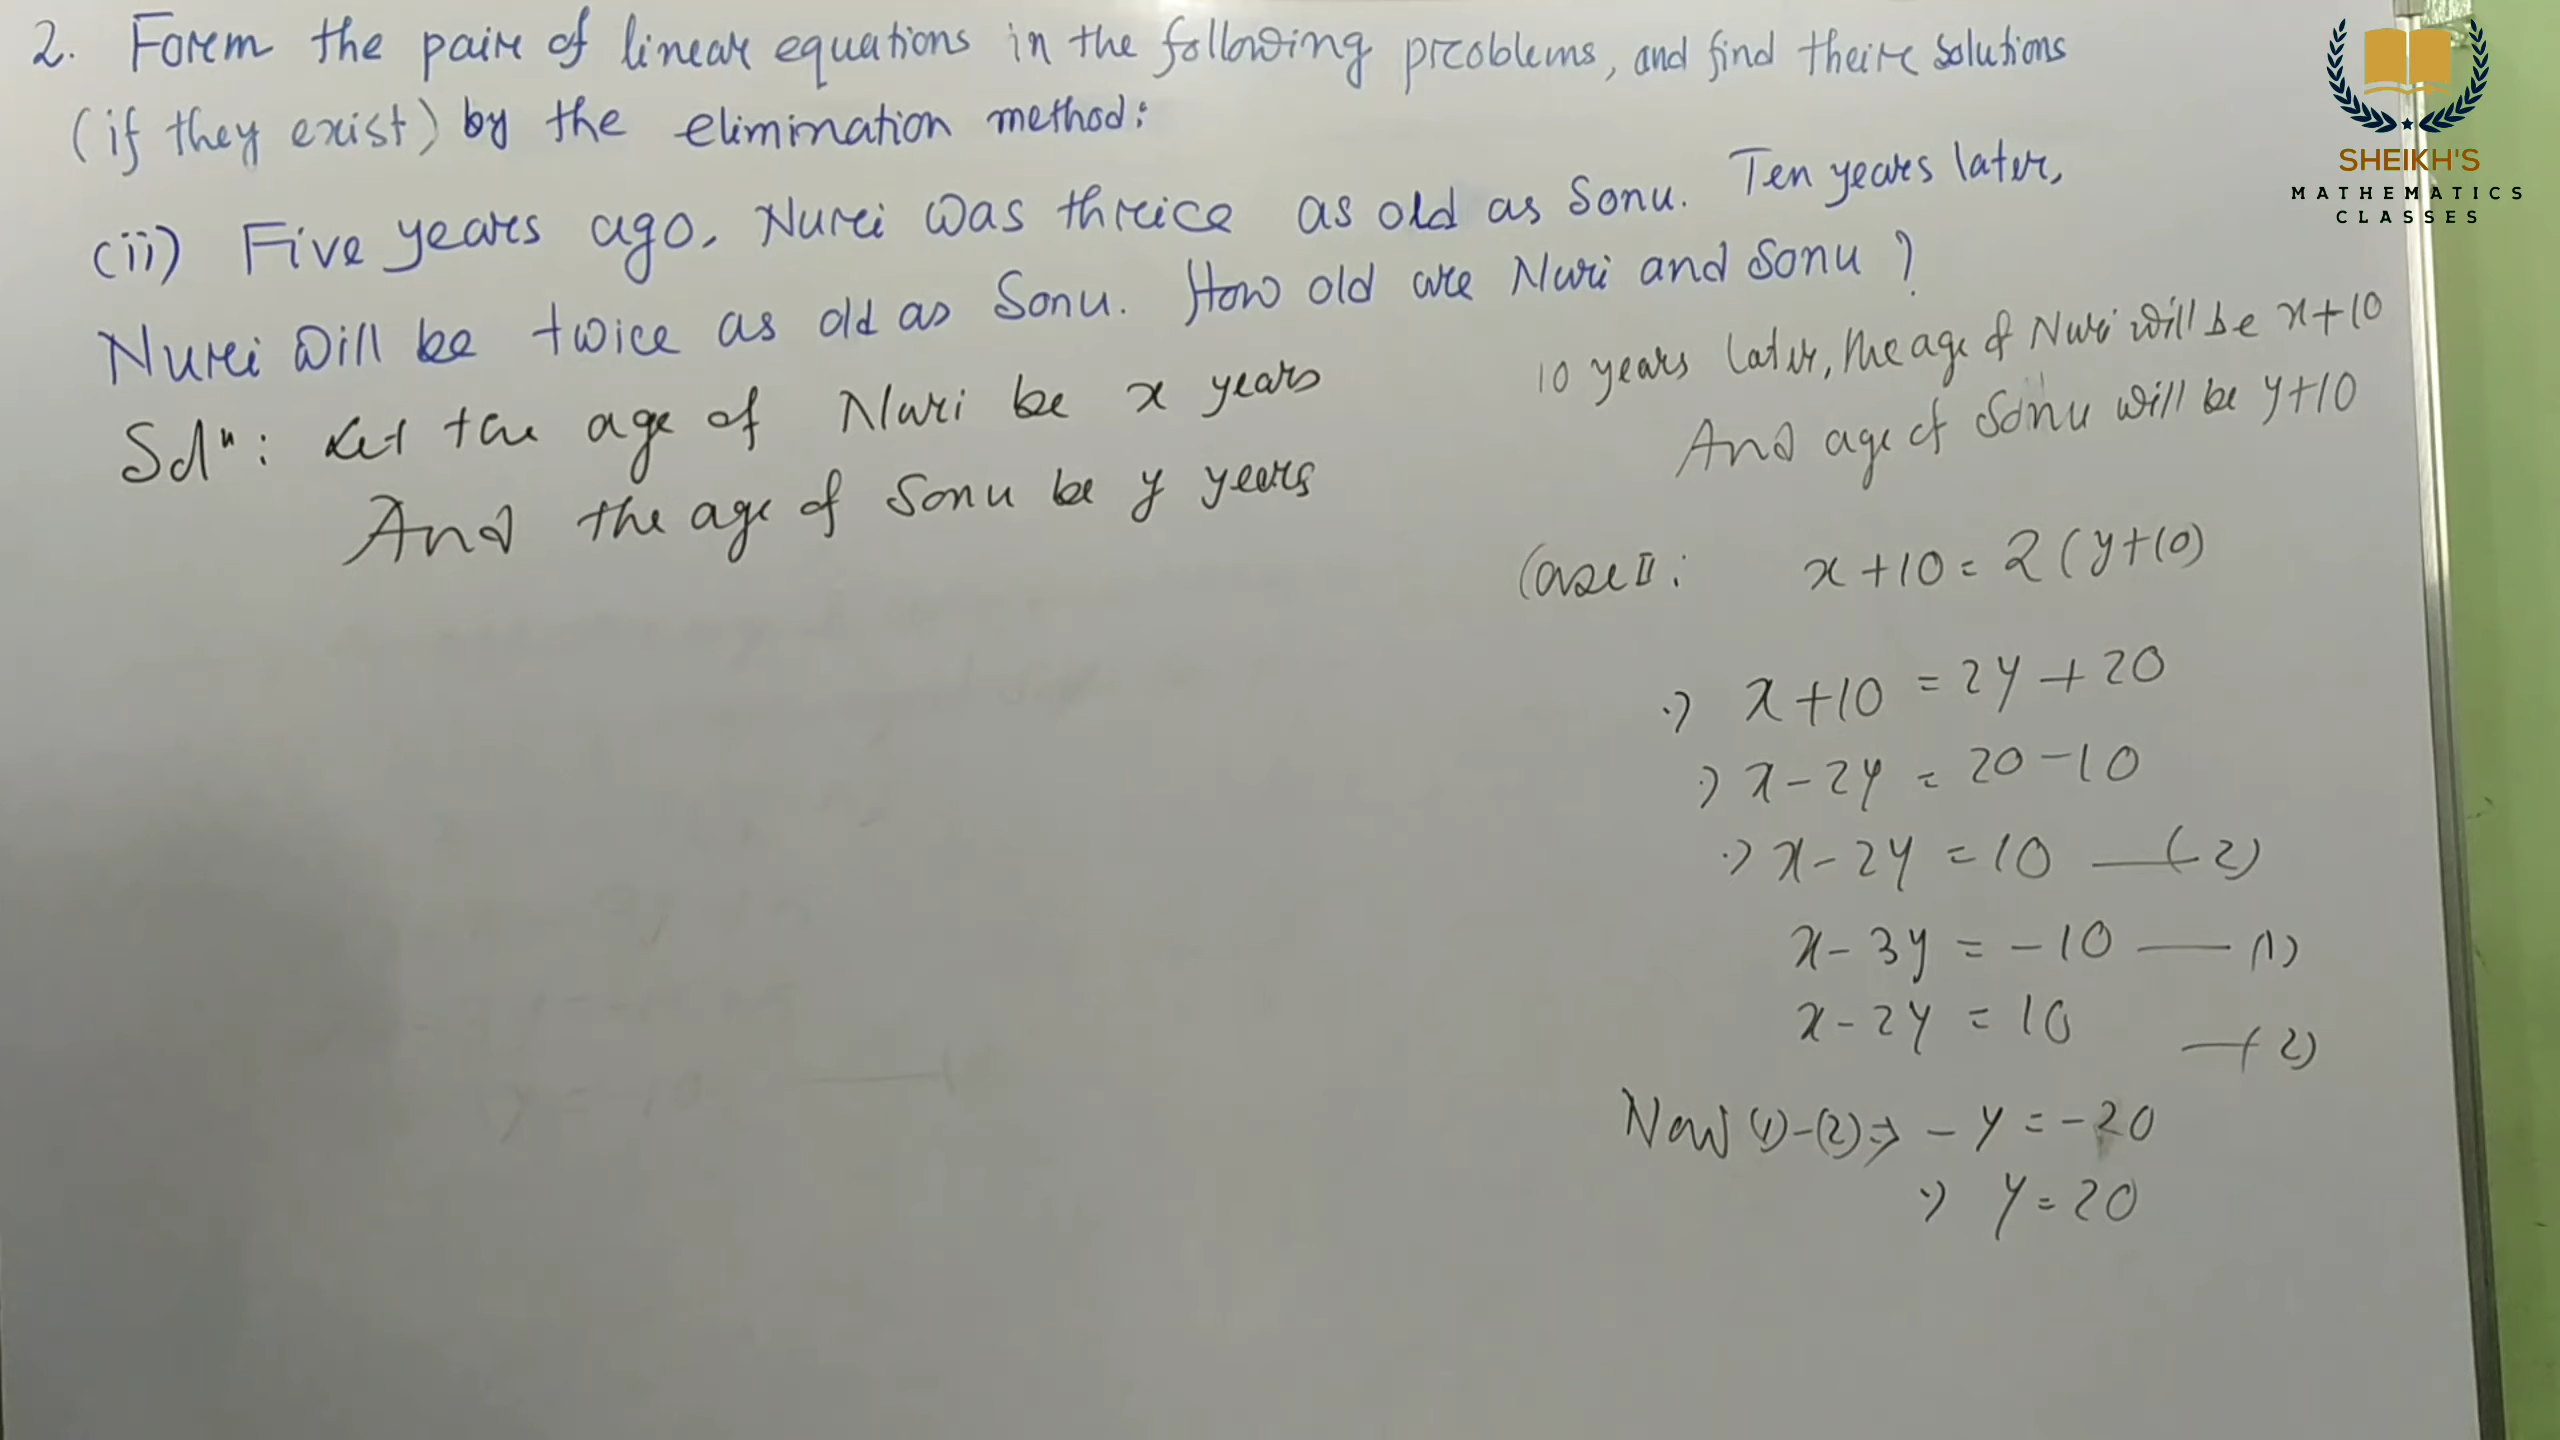 2. Form the pair of linear equations in the following problems, and find their solutions
(if they exist) by the elimination method:
(ii) Five years ago, Nuri was thrice as old as Sonu. Ten years later,
Nuri will be twice as old as Sonu. How old are Nuri and Sonu ?
Solⁿ: Let the age of Nuri be x years
And the age of Sonu be y years
10 years later, the age of Nuri will be x+10
And age of Sonu will be y+10
Case II: x+10 = 2(y+10)
⇒ x+10 = 2y+20
⇒ x-2y = 20-10
⇒ x-2y = 10 —(2)
x-3y = -10 — (1)
x-2y = 10 —(2)
Now (1)-(2) ⇒ -y = -20
⇒ y = 20
SHEIKH'S
MATHEMATICS
CLASSES